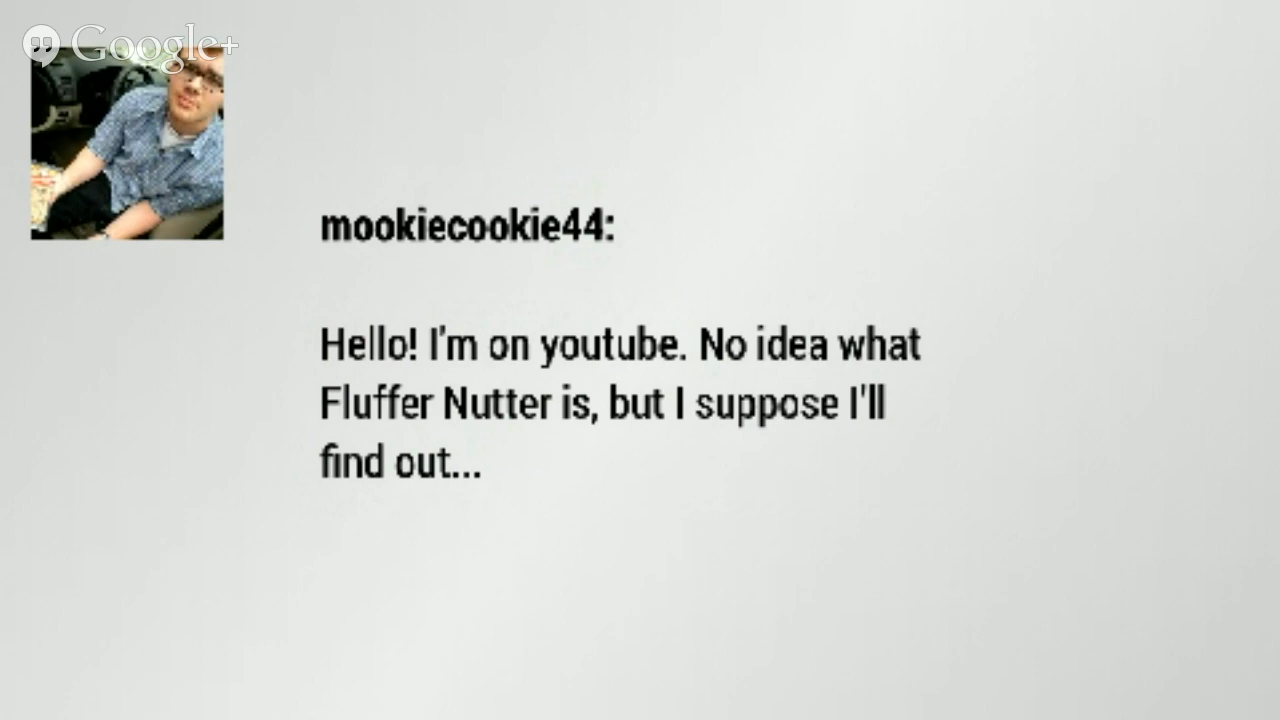 Google+
mookiecookie44:
Hello! I'm on youtube. No idea what
Fluffer Nutter is, but I suppose I'll
find out...